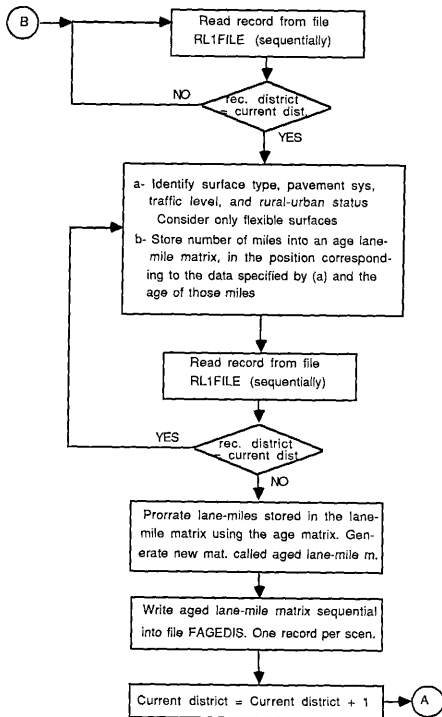 B
Read record from file
RL1FILE (sequentially)
NO
rec. district
= current dist.
YES
a- Identify surface type, pavement sys,
traffic level, and rural-urban status
Consider only flexible surfaces
b- Store number of miles into an age lane-
mile matrix, in the position correspond-
ing to the data specified by (a) and the
age of those miles
Read record from file
RL1FILE (sequentially)
YES
rec. district
= current dist
NO
Prorrate lane-miles stored in the lane-
mile matrix using the age matrix. Gen-
erate new mat. called aged lane-mile m.
Write aged lane-mile matrix sequential
into file FAGEDIS. One record per scen.
Current district = Current district + 1
A